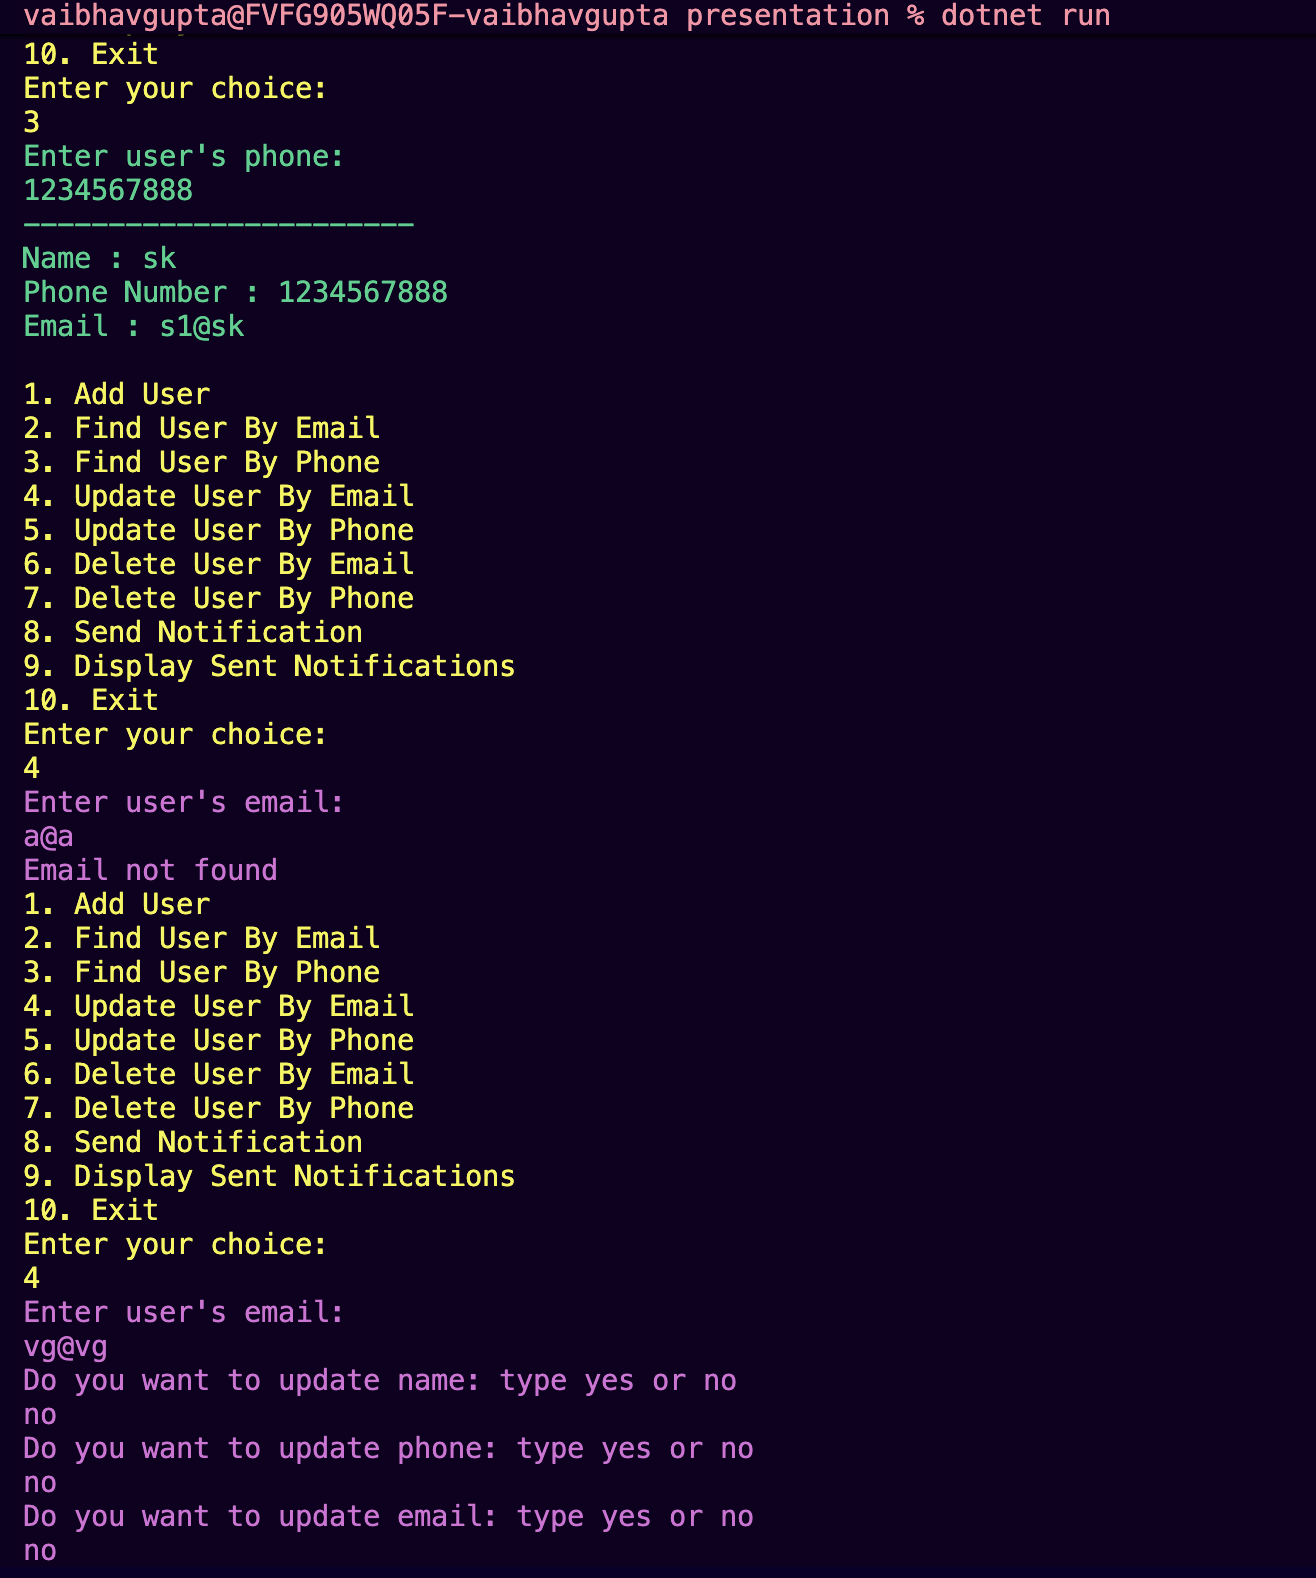 vaibhavgupta@FVFG905WQ05F-vaibhavgupta presentation % dotnet run
10. Exit
Enter your choice:
3
Enter user's phone:
1234567888
-----------------------
Name : sk
Phone Number : 1234567888
Email : s1@sk
1. Add User
2. Find User By Email
3. Find User By Phone
4. Update User By Email
5. Update User By Phone
6. Delete User By Email
7. Delete User By Phone
8. Send Notification
9. Display Sent Notifications
10. Exit
Enter your choice:
4
Enter user's email:
a@a
Email not found
1. Add User
2. Find User By Email
3. Find User By Phone
4. Update User By Email
5. Update User By Phone
6. Delete User By Email
7. Delete User By Phone
8. Send Notification
9. Display Sent Notifications
10. Exit
Enter your choice:
4
Enter user's email:
vg@vg
Do you want to update name: type yes or no
no
Do you want to update phone: type yes or no
no
Do you want to update email: type yes or no
no